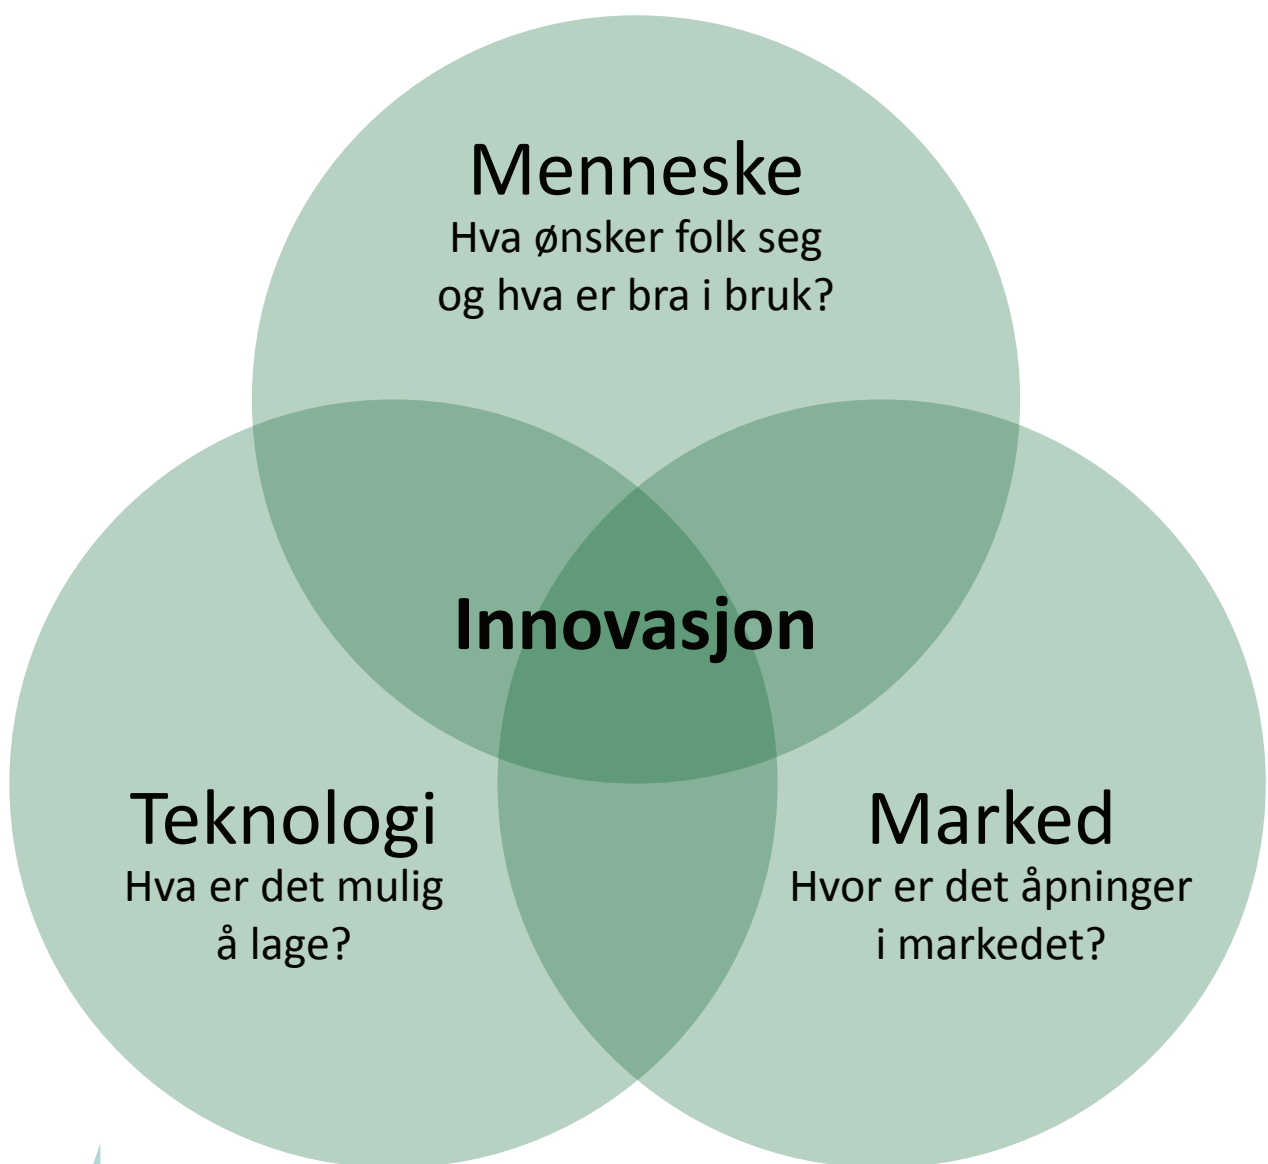 Menneske
Hva ønsker folk seg
og hva er bra i bruk?
Innovasjon
Teknologi
Hva er det mulig
å lage?
Marked
Hvor er det åpninger
i markedet?